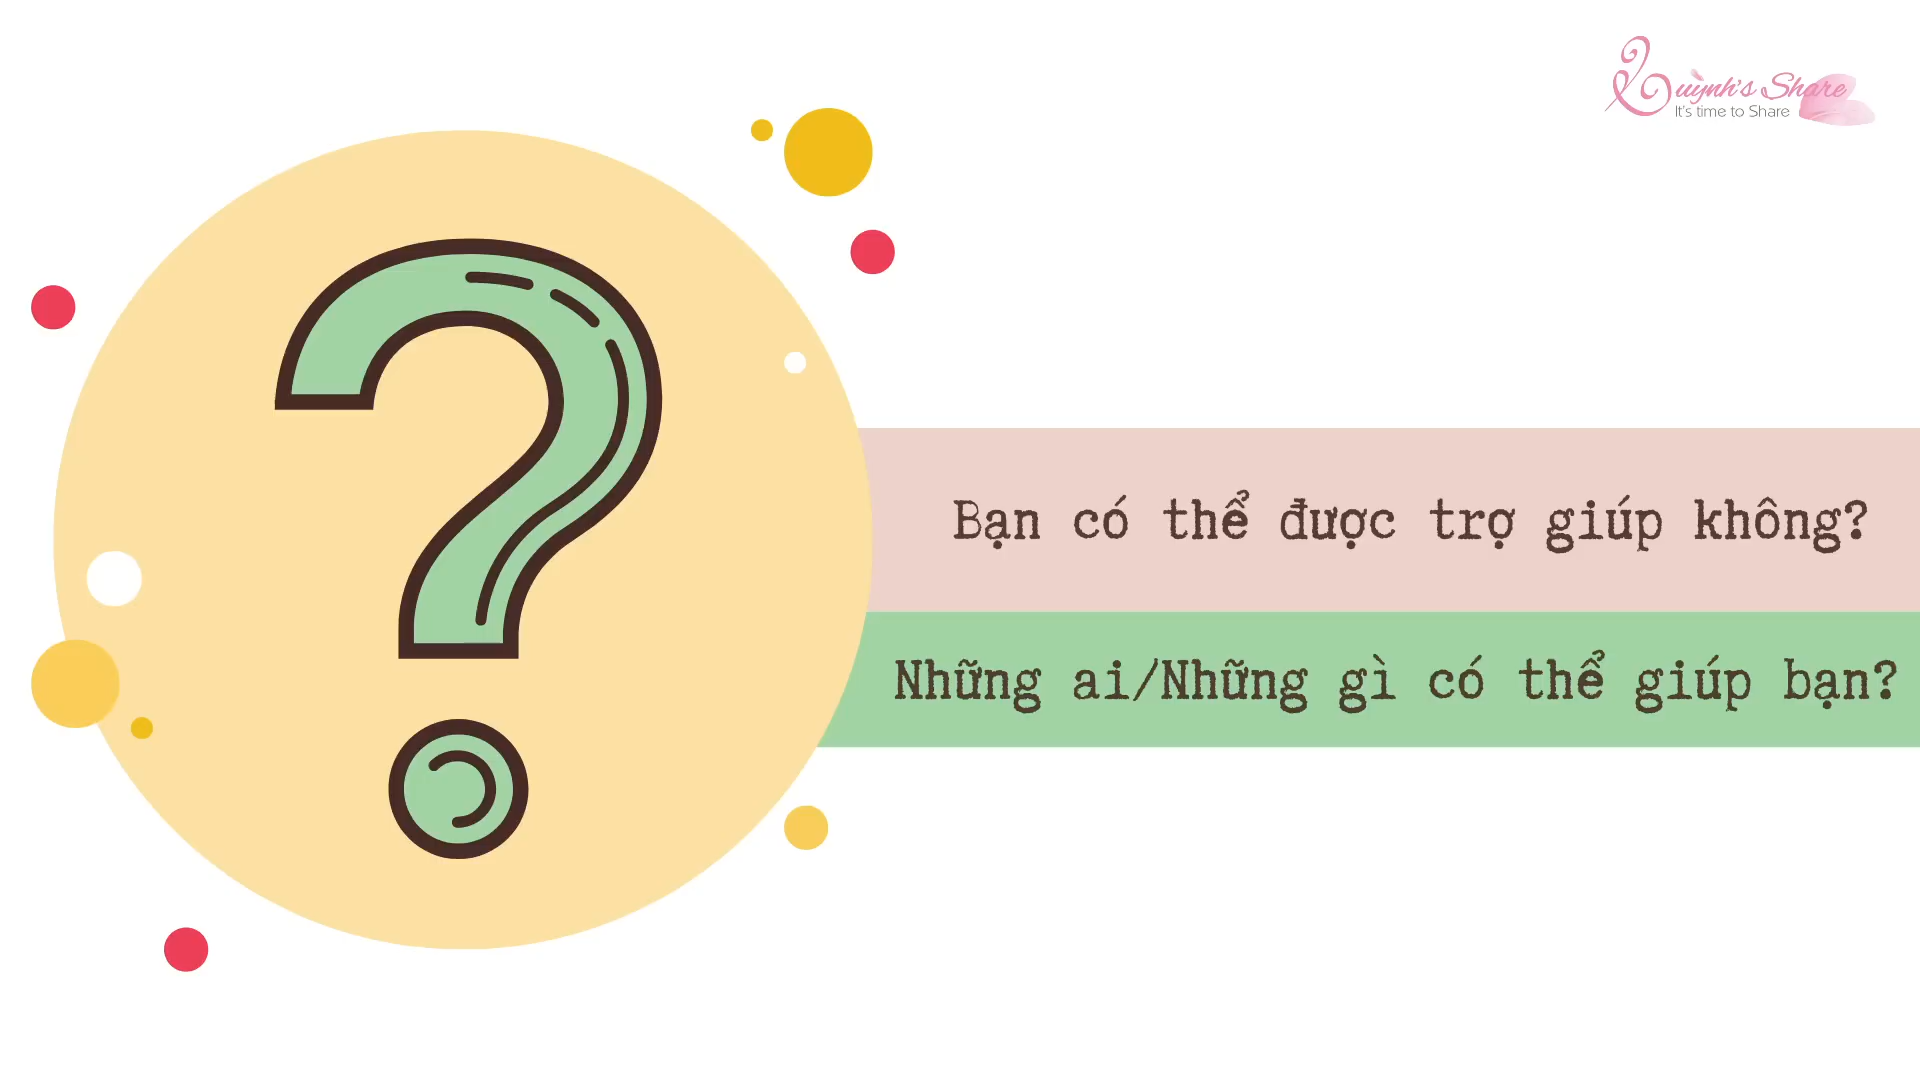 Quỳnh's Share
It's time to Share
Bạn có thể được trợ giúp không?
Những ai/Những gì có thể giúp bạn?